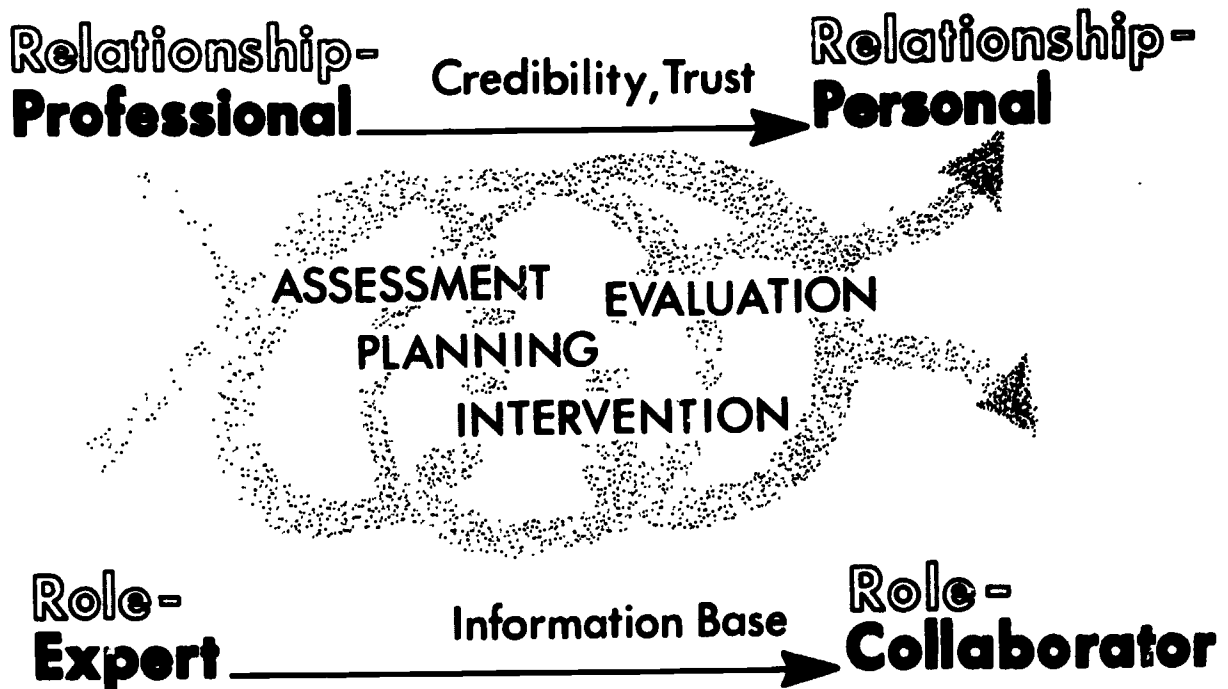 Relationship-
Professional
Credibility, Trust
Relationship-
Personal
ASSESSMENT
EVALUATION
PLANNING
INTERVENTION
Role-
Expert
Information Base
Role-
Collaborator